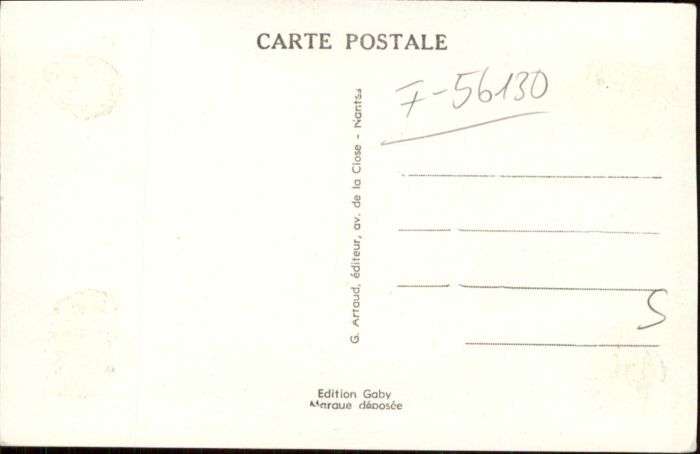 CARTE POSTALE
F-56130
G. Artaud, éditeur, av. de la Close - Nantes
S
Edition Gaby
Marque déposée